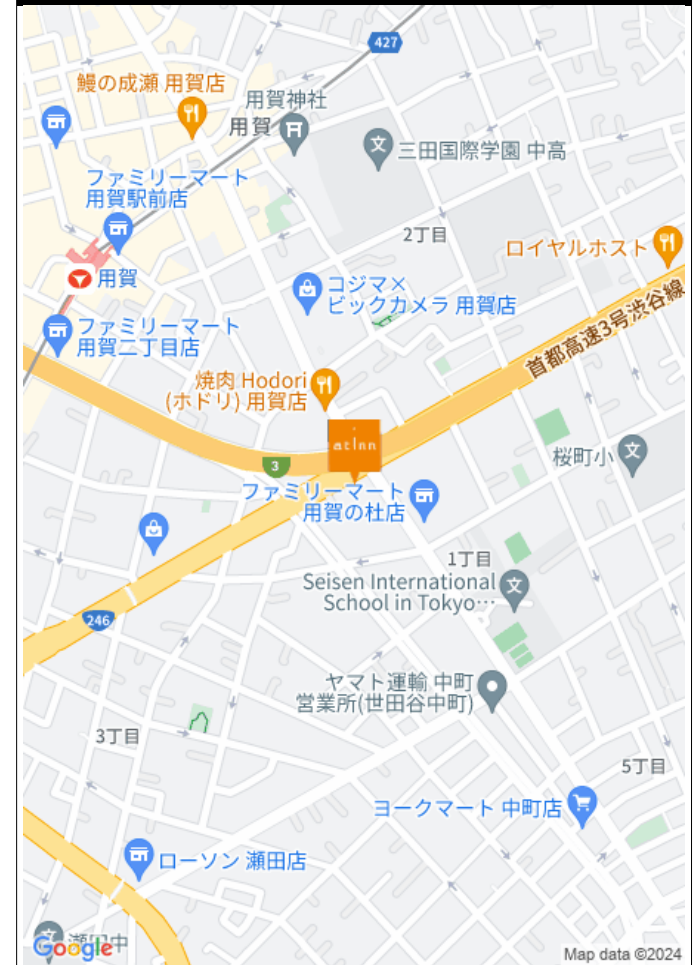 427
鰻の成瀬 用賀店
用賀神社
用賀
三田国際学園 中高
ファミリーマート
用賀駅前店
2丁目
ロイヤルホスト
用賀
コジマ×
ビックカメラ 用賀店
首都高速3号渋谷線
ファミリーマート
用賀二丁目店
焼肉 Hodori
(ホドリ) 用賀店
atInn
桜町小
3
ファミリーマート
用賀の杜店
1丁目
Seisen International
School in Tokyo…
246
ヤマト運輸 中町
営業所(世田谷中町)
3丁目
5丁目
ヨークマート 中町店
ローソン 瀬田店
瀬田中
Google
Map data ©2024
文
文
文
文